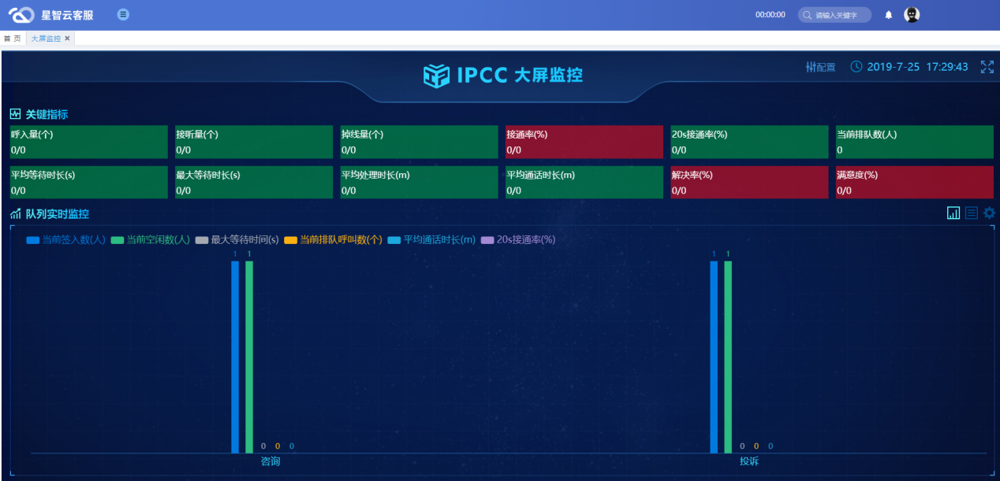 星智云客服 00:00:00 请输入关键字
首 页 大屏监控 ×
IPCC 大屏监控 配置 2019-7-25 17:29:43
关键指标
呼入量(个) 接听量(个) 掉线量(个) 接通率(%) 20s接通率(%) 当前排队数(人)
0/0 0/0 0/0 0/0 0/0 0
平均等待时长(s) 最大等待时长(s) 平均处理时长(m) 平均通话时长(m) 解决率(%) 满意度(%)
0/0 0/0 0/0 0/0 0/0 0/0
队列实时监控
当前签入数(人) 当前空闲数(人) 最大等待时间(s) 当前排队呼叫数(个) 平均通话时长(m) 20s接通率(%)
1 1 1 1
0 0 0 0 0 0
咨询 投诉